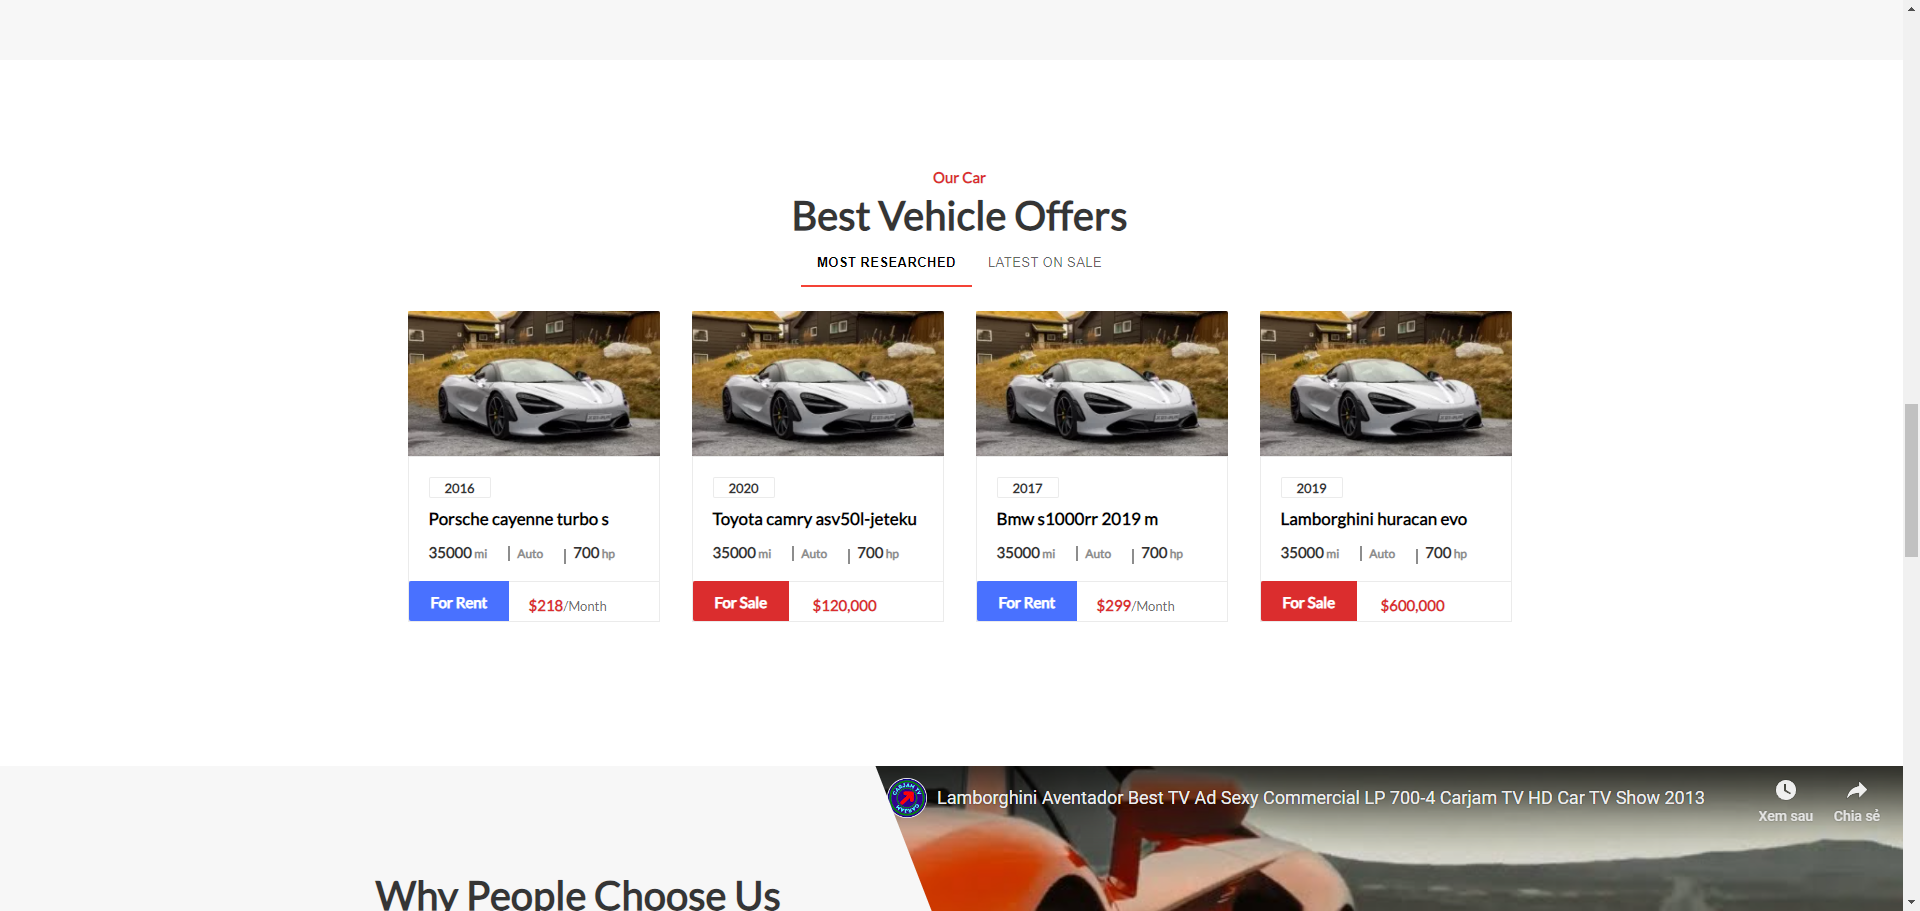 Our Car
Best Vehicle Offers
MOST RESEARCHED LATEST ON SALE
2016
Porsche cayenne turbo s
35000 mi | Auto | 700 hp
For Rent $218/Month
2020
Toyota camry asv50l-jeteku
35000 mi | Auto | 700 hp
For Sale $120,000
2017
Bmw s1000rr 2019 m
35000 mi | Auto | 700 hp
For Rent $299/Month
2019
Lamborghini huracan evo
35000 mi | Auto | 700 hp
For Sale $600,000
CARJAM TV CARJAM
Lamborghini Aventador Best TV Ad Sexy Commercial LP 700-4 Carjam TV HD Car TV Show 2013
Xem sau Chia sẻ
Why People Choose Us